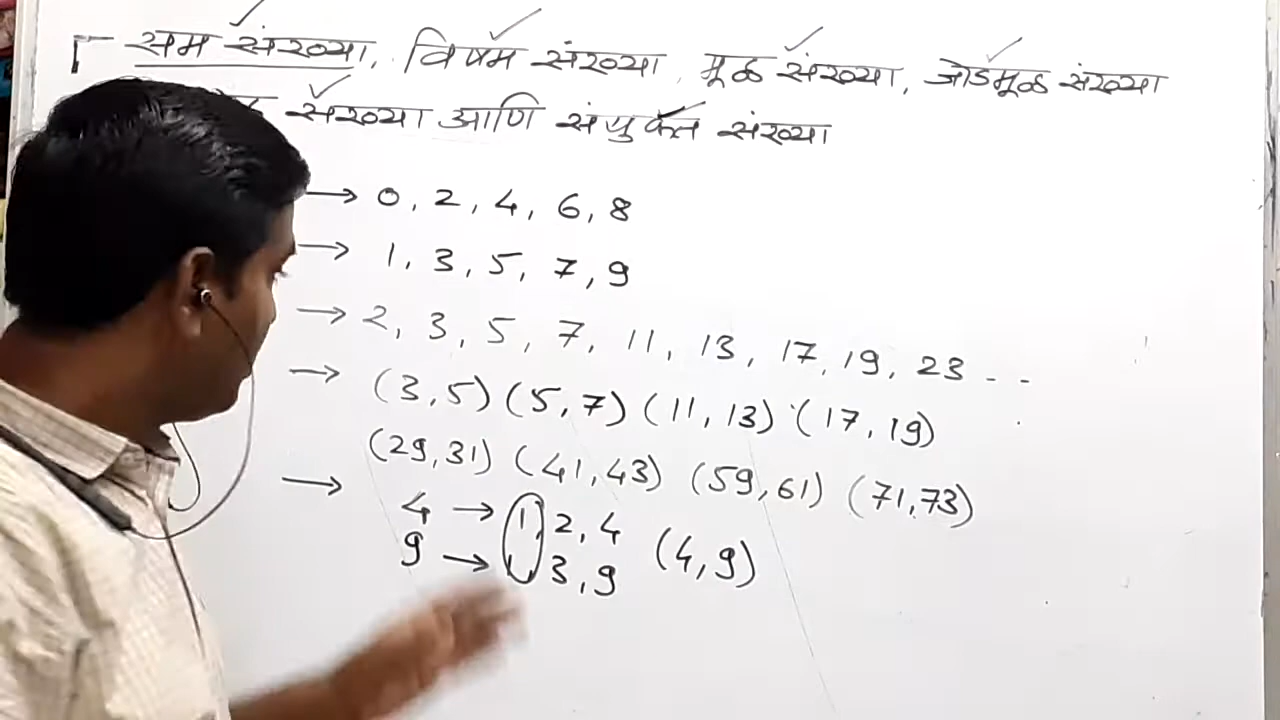 सम संख्या, विषम संख्या, मूळ संख्या, जोडमूळ संख्या
संख्या आणि संयुक्त संख्या
→ 0, 2, 4, 6, 8
→ 1, 3, 5, 7, 9
→ 2, 3, 5, 7, 11, 13, 17, 19, 23 - -
→ (3,5) (5,7) (11,13) (17,19)
(29,31) (41,43) (59,61) (71,73)
→ 4 → 1, 2, 4
9 → 1, 3, 9 (4,9)